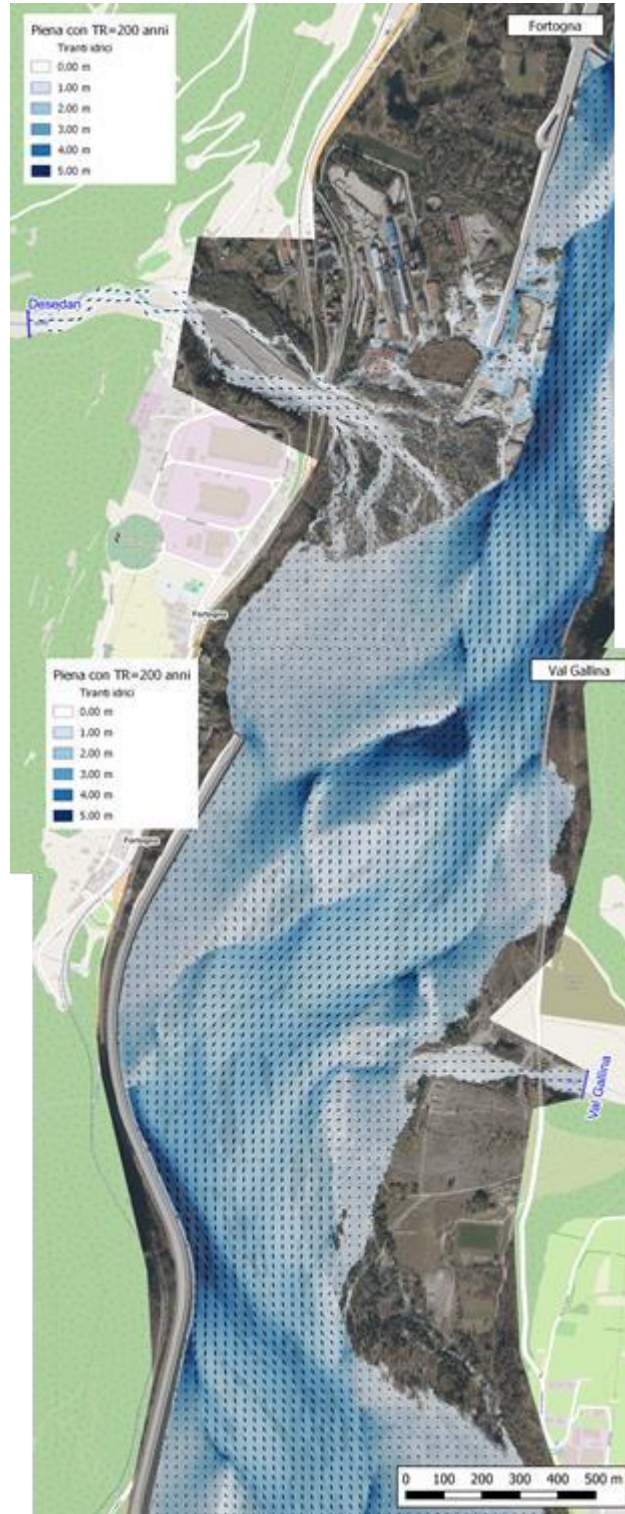 Piena con TR=200 anni
Tiranti idrici
0.00 m
1.00 m
2.00 m
3.00 m
4.00 m
5.00 m
Fortogna
Desedan
Fortogna
Piena con TR=200 anni
Tiranti idrici
0.00 m
1.00 m
2.00 m
3.00 m
4.00 m
5.00 m
Val Gallina
Fortogna
Val Gallina
0 100 200 300 400 500 m